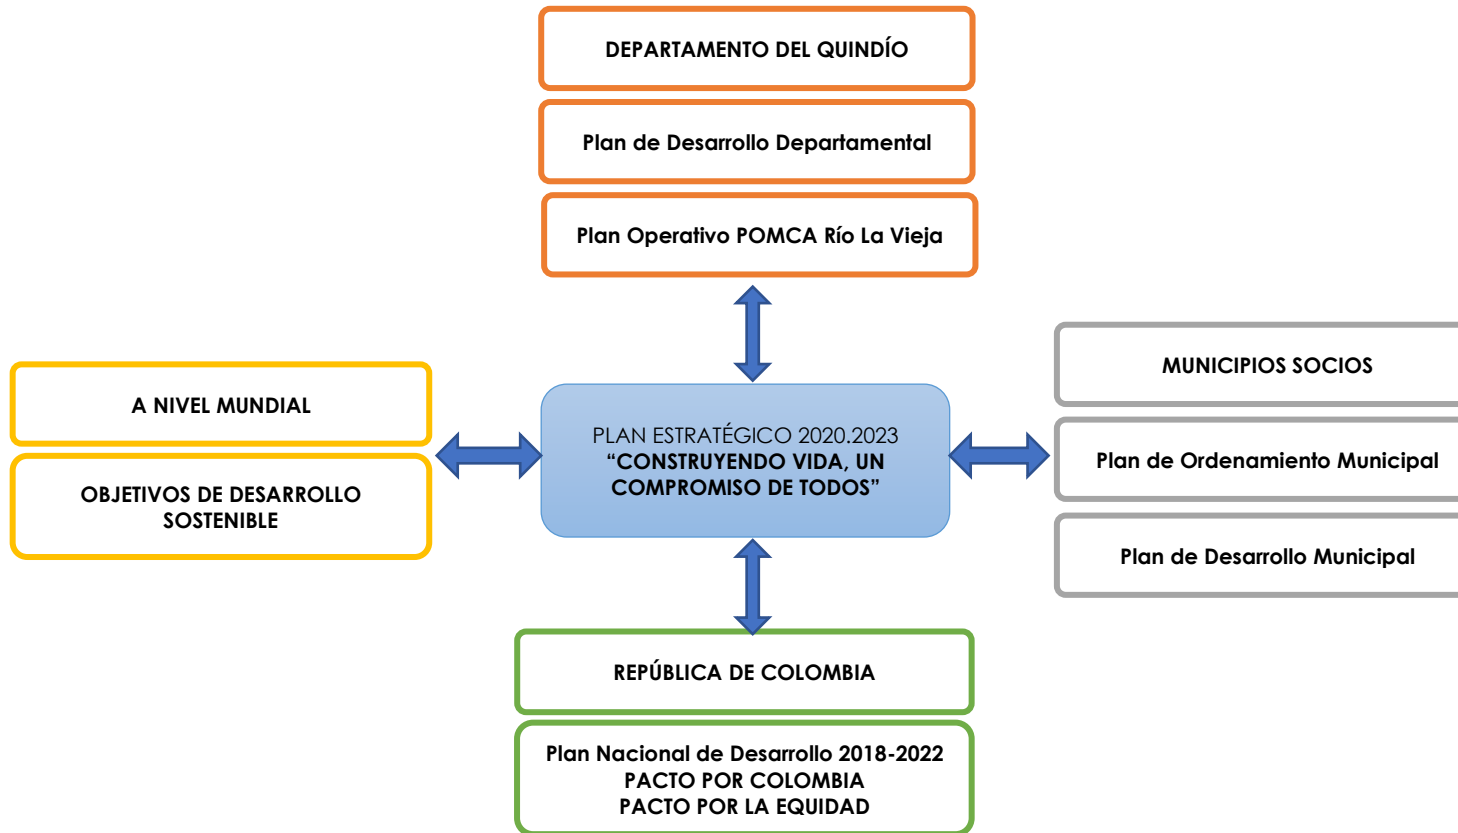 DEPARTAMENTO DEL QUINDÍO
Plan de Desarrollo Departamental
Plan Operativo POMCA Río La Vieja
A NIVEL MUNDIAL
OBJETIVOS DE DESARROLLO
SOSTENIBLE
PLAN ESTRATÉGICO 2020.2023
“CONSTRUYENDO VIDA, UN
COMPROMISO DE TODOS”
MUNICIPIOS SOCIOS
Plan de Ordenamiento Municipal
Plan de Desarrollo Municipal
REPÚBLICA DE COLOMBIA
Plan Nacional de Desarrollo 2018-2022
PACTO POR COLOMBIA
PACTO POR LA EQUIDAD